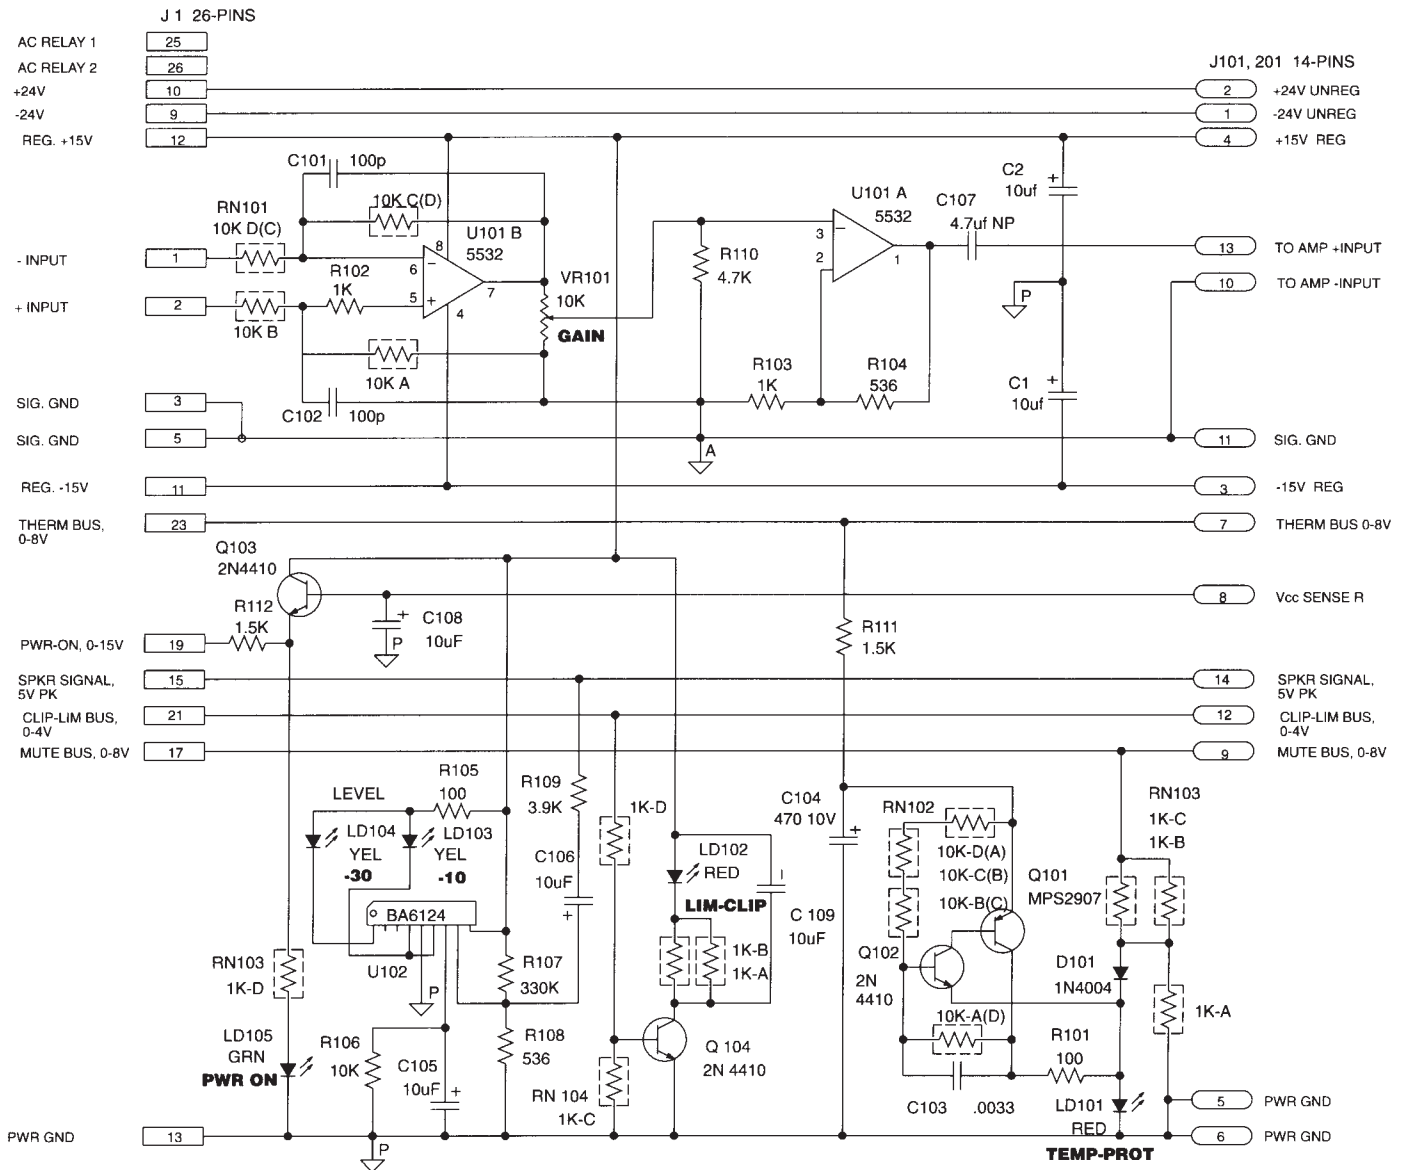 J 1 26-PINS
AC RELAY 1
25
AC RELAY 2
26
J101, 201 14-PINS
+24V
10
2
+24V UNREG
-24V
9
1
-24V UNREG
REG. +15V
12
4
+15V REG
C101
100p
C2
10uf
+
10K C(D)
RN101
10K D(C)
U101 B
5532
U101 A
5532
C107
4.7uf NP
8
- INPUT
1
6
−
R102
1K
5
+
4
7
VR101
10K
GAIN
R110
4.7K
3
−
2
1
13
TO AMP +INPUT
10
TO AMP -INPUT
P
+ INPUT
2
10K B
10K A
C102
100p
R103
1K
R104
536
C1
10uf
+
SIG. GND
3
SIG. GND
5
A
11
SIG. GND
REG. -15V
11
3
-15V REG
THERM BUS,
0-8V
23
7
THERM BUS 0-8V
Q103
2N4410
8
Vcc SENSE R
R112
1.5K
+
C108
10uF
P
R111
1.5K
PWR-ON, 0-15V
19
SPKR SIGNAL,
5V PK
15
14
SPKR SIGNAL,
5V PK
CLIP-LIM BUS,
0-4V
21
12
CLIP-LIM BUS,
0-4V
MUTE BUS, 0-8V
17
9
MUTE BUS, 0-8V
LEVEL
R105
100
R109
3.9K
1K-D
C104
470 10V
+
RN102
RN103
1K-C
1K-B
LD104
YEL
-30
LD103
YEL
-10
C106
10uF
+
LD102
RED
LIM-CLIP
10K-D(A)
10K-C(B)
10K-B(C)
Q101
MPS2907
BA6124
U102
P
C 109
10uF
1K-B
1K-A
Q102
2N
4410
D101
1N4004
RN103
1K-D
R107
330K
10K-A(D)
1K-A
LD105
GRN
PWR ON
R106
10K
C105
10uF
+
R108
536
Q 104
2N 4410
RN 104
1K-C
R101
100
C103
.0033
LD101
RED
TEMP-PROT
5
PWR GND
PWR GND
13
P
6
PWR GND